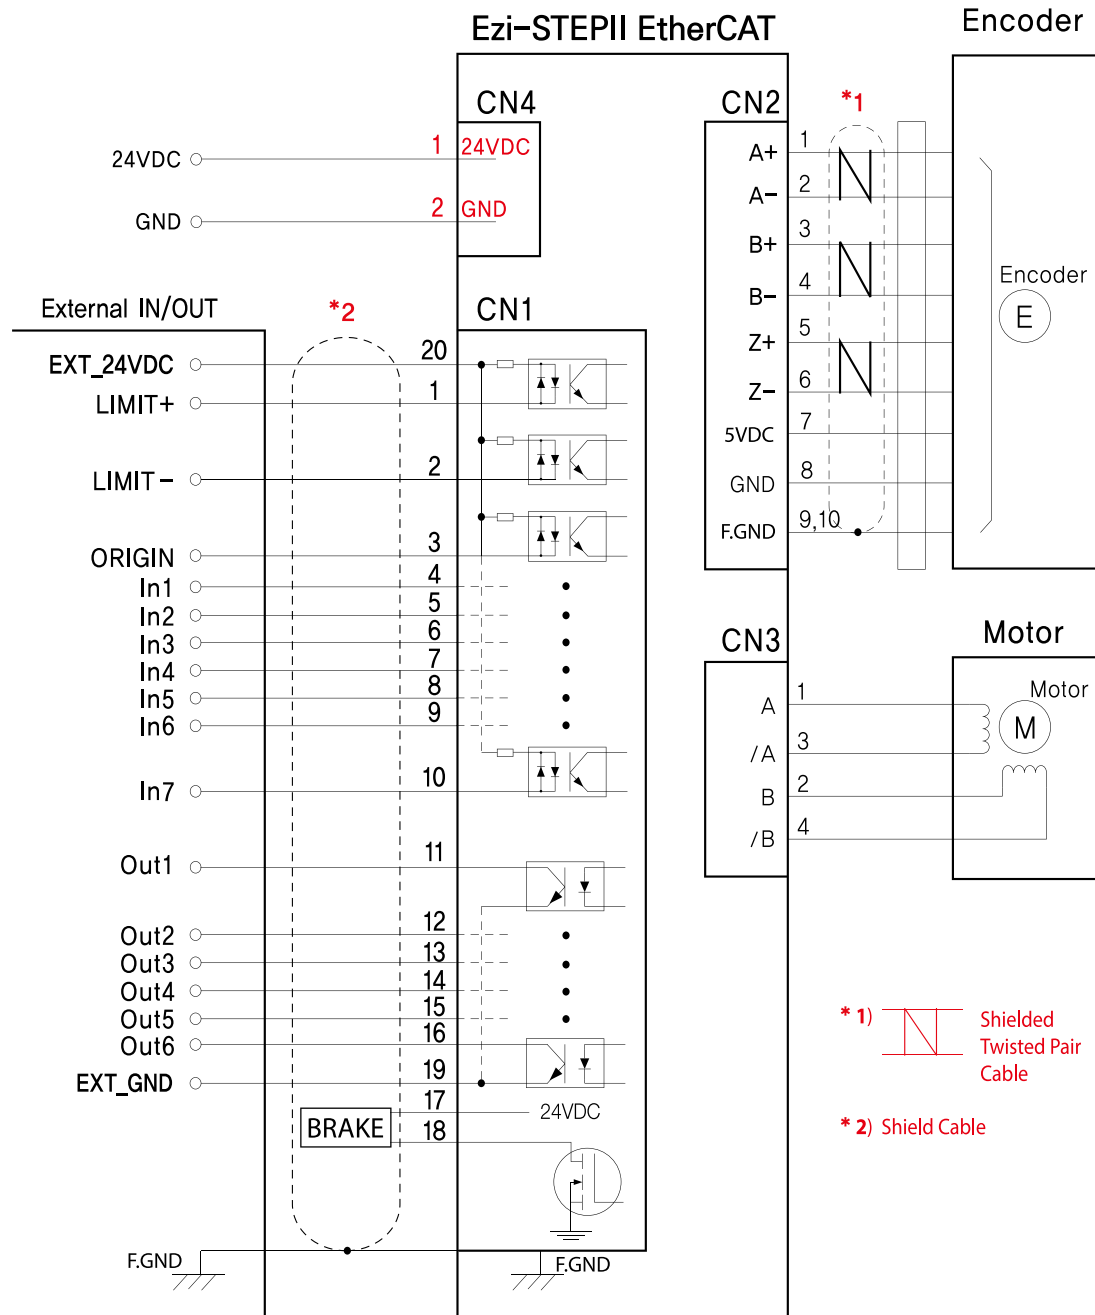 Ezi-STEPII EtherCAT
Encoder
CN4
24VDC
1 24VDC
GND
2 GND
CN2
*1
A+ 1
A- 2
B+ 3
B- 4
Z+ 5
Z- 6
5VDC 7
GND 8
F.GND 9,10
Encoder
E
External IN/OUT
*2
CN1
EXT_24VDC 20
LIMIT+ 1
LIMIT- 2
ORIGIN 3
In1 4
In2 5
In3 6
In4 7
In5 8
In6 9
In7 10
Out1 11
Out2 12
Out3 13
Out4 14
Out5 15
Out6 16
EXT_GND 19
BRAKE
17
24VDC
18
F.GND
F.GND
CN3
Motor
A 1
/A 3
B 2
/B 4
Motor
M
*1) Shielded
Twisted Pair
Cable
*2) Shield Cable